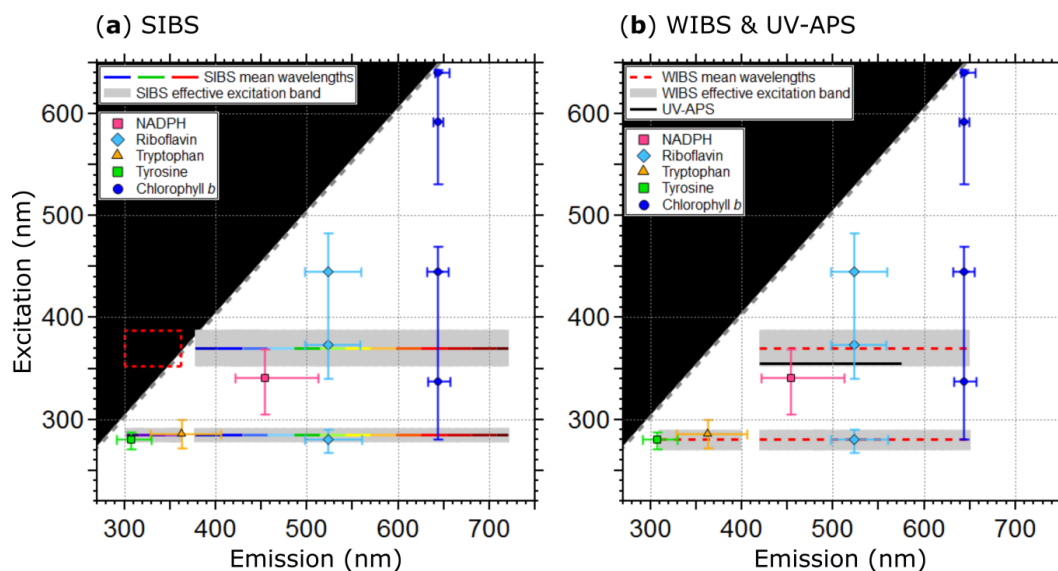 (a) SIBS
(b) WIBS & UV-APS
SIBS mean wavelengths
SIBS effective excitation band
NADPH
Riboflavin
Tryptophan
Tyrosine
Chlorophyll b
WIBS mean wavelengths
WIBS effective excitation band
UV-APS
NADPH
Riboflavin
Tryptophan
Tyrosine
Chlorophyll b
Excitation (nm)
600
500
400
300
600
500
400
300
300 400 500 600 700
300 400 500 600 700
Emission (nm)
Emission (nm)